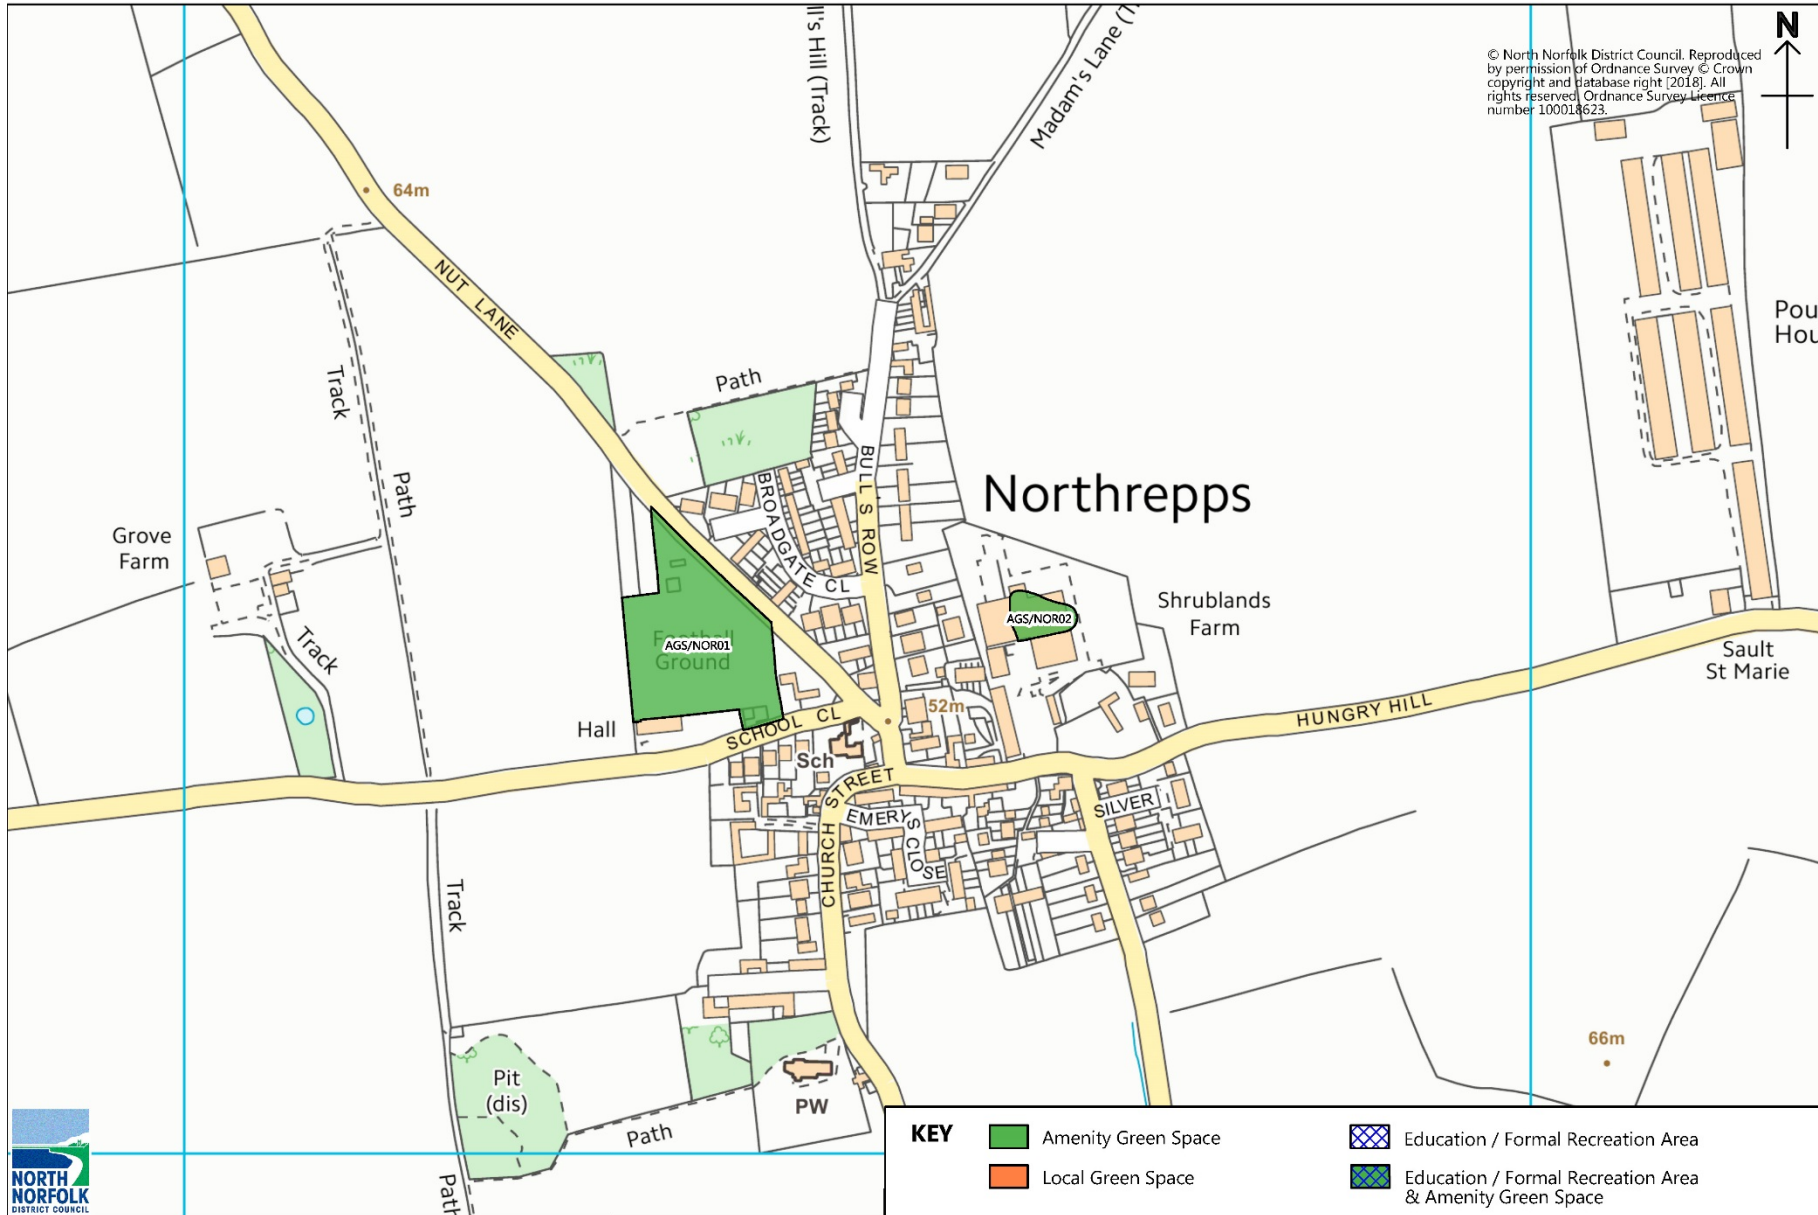 ll's Hill (Track)
Madam's Lane (T
N
© North Norfolk District Council. Reproduced
by permission of Ordnance Survey © Crown
copyright and database right [2018]. All
rights reserved. Ordnance Survey Licence
number 100018623.
64m
NUT LANE
Track
Path
Path
Pou
Hou
BULL'S ROW
BROADGATE CL
Northrepps
Grove
Farm
Track
Football
Ground
AGS/NOR01
AGS/NOR02
Shrublands
Farm
Sault
St Marie
Hall
SCHOOL CL
52m
HUNGRY HILL
Sch
CHURCH STREET
EMERY'S CLOSE
SILVER
Track
66m
Pit
(dis)
PW
Path
Path
NORTH
NORFOLK
DISTRICT COUNCIL
KEY
Amenity Green Space
Education / Formal Recreation Area
Local Green Space
Education / Formal Recreation Area
& Amenity Green Space